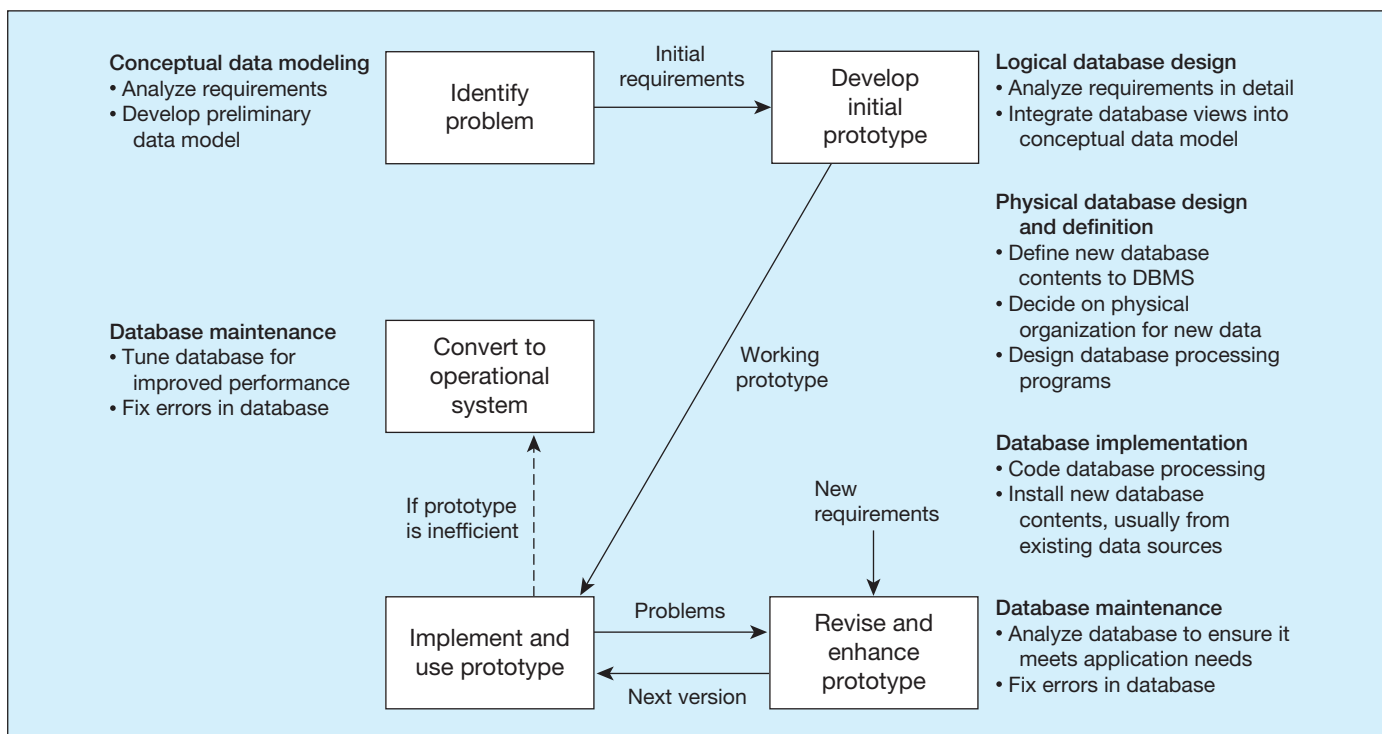 Conceptual data modeling
• Analyze requirements
• Develop preliminary
data model
Identify
problem
Initial
requirements
Develop
initial
prototype
Logical database design
• Analyze requirements in detail
• Integrate database views into
conceptual data model
Physical database design
and definition
• Define new database
contents to DBMS
• Decide on physical
organization for new data
• Design database processing
programs
Database maintenance
• Tune database for
improved performance
• Fix errors in database
Convert to
operational
system
Working
prototype
Database implementation
• Code database processing
• Install new database
contents, usually from
existing data sources
If prototype
is inefficient
New
requirements
Implement and
use prototype
Problems
Next version
Revise and
enhance
prototype
Database maintenance
• Analyze database to ensure it
meets application needs
• Fix errors in database